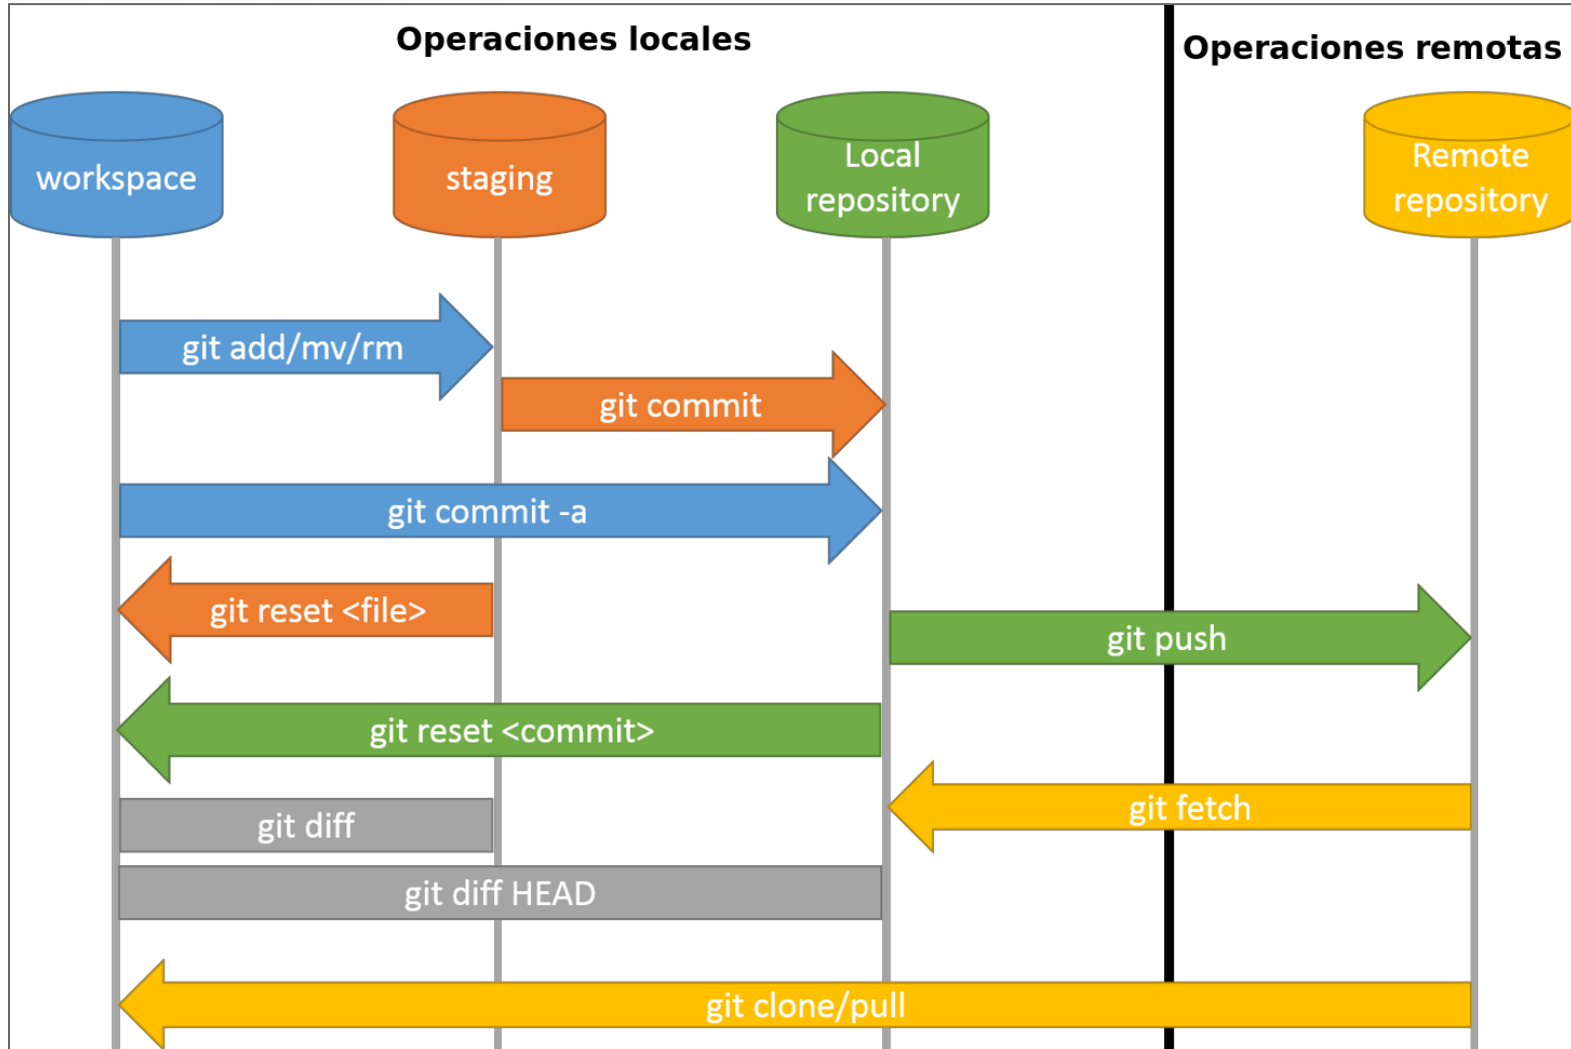 Operaciones locales
Operaciones remotas
workspace
staging
Local
repository
Remote
repository
git add/mv/rm
git commit
git commit -a
git reset <file>
git push
git reset <commit>
git fetch
git diff
git diff HEAD
git clone/pull